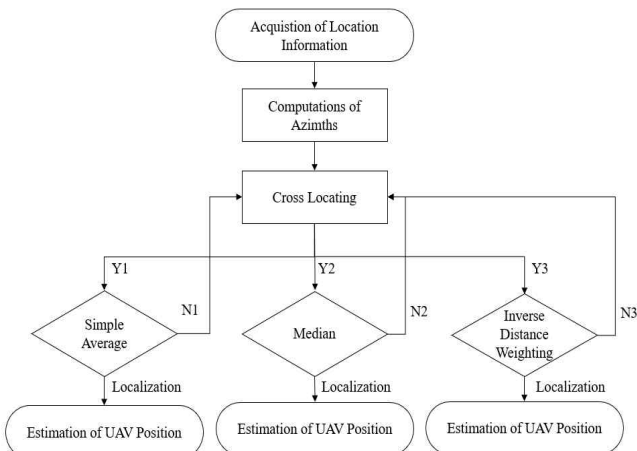 Acquistion of Location
Information
Computations of
Azimths
Cross Locating
Y1
Y2
Y3
N1
N2
N3
Simple
Average
Median
Inverse
Distance
Weighting
Localization
Localization
Localization
Estimation of UAV Position
Estimation of UAV Position
Estimation of UAV Position